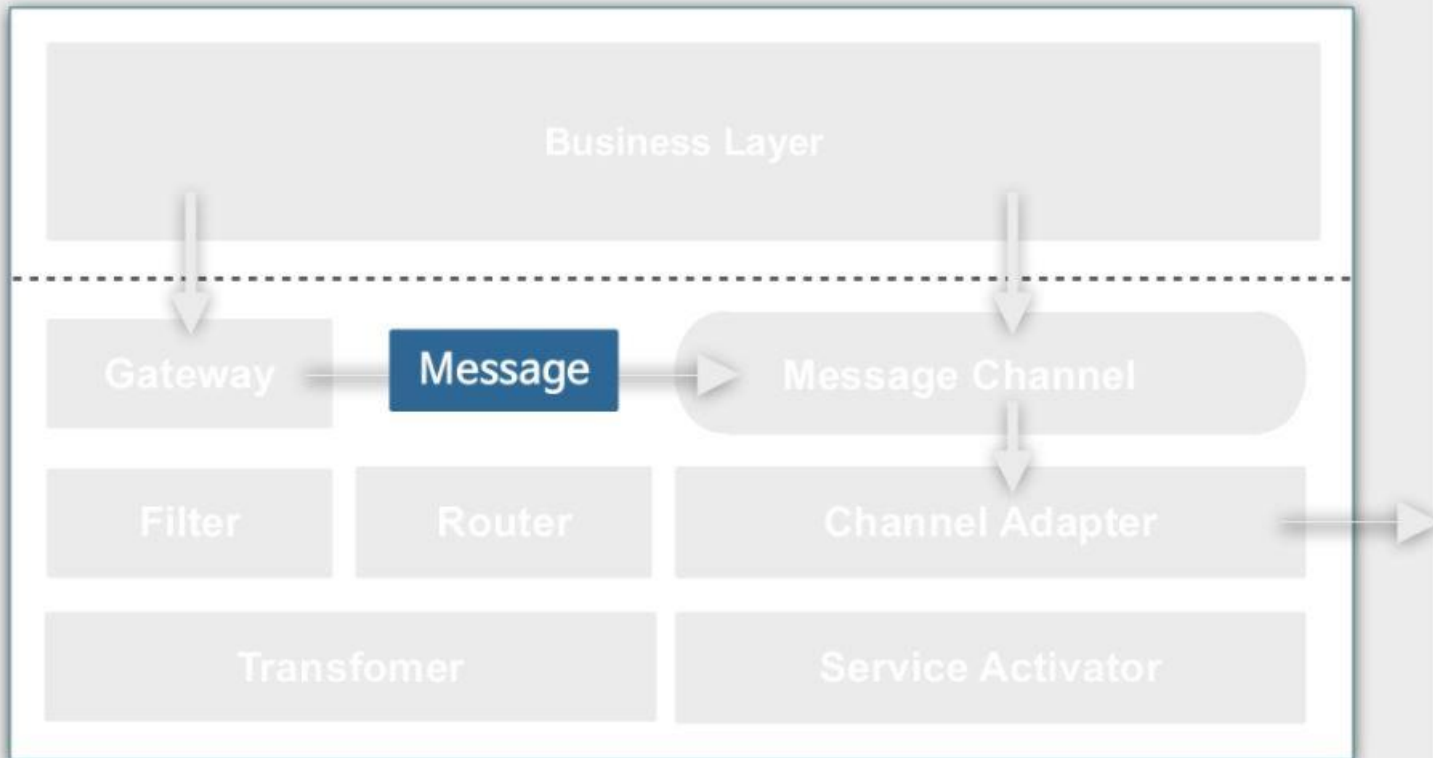 Business Layer
Gateway
Message
Message Channel
Filter
Router
Channel Adapter
Transfomer
Service Activator